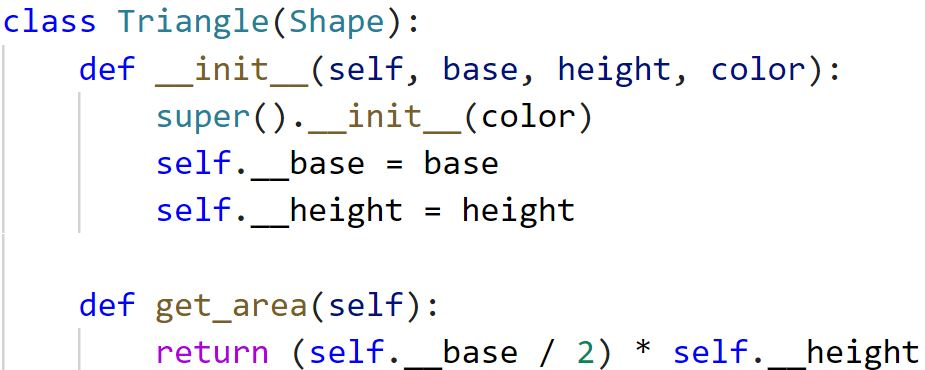 class Triangle(Shape):
    def __init__(self, base, height, color):
        super().__init__(color)
        self.__base = base
        self.__height = height

    def get_area(self):
        return (self.__base / 2) * self.__height